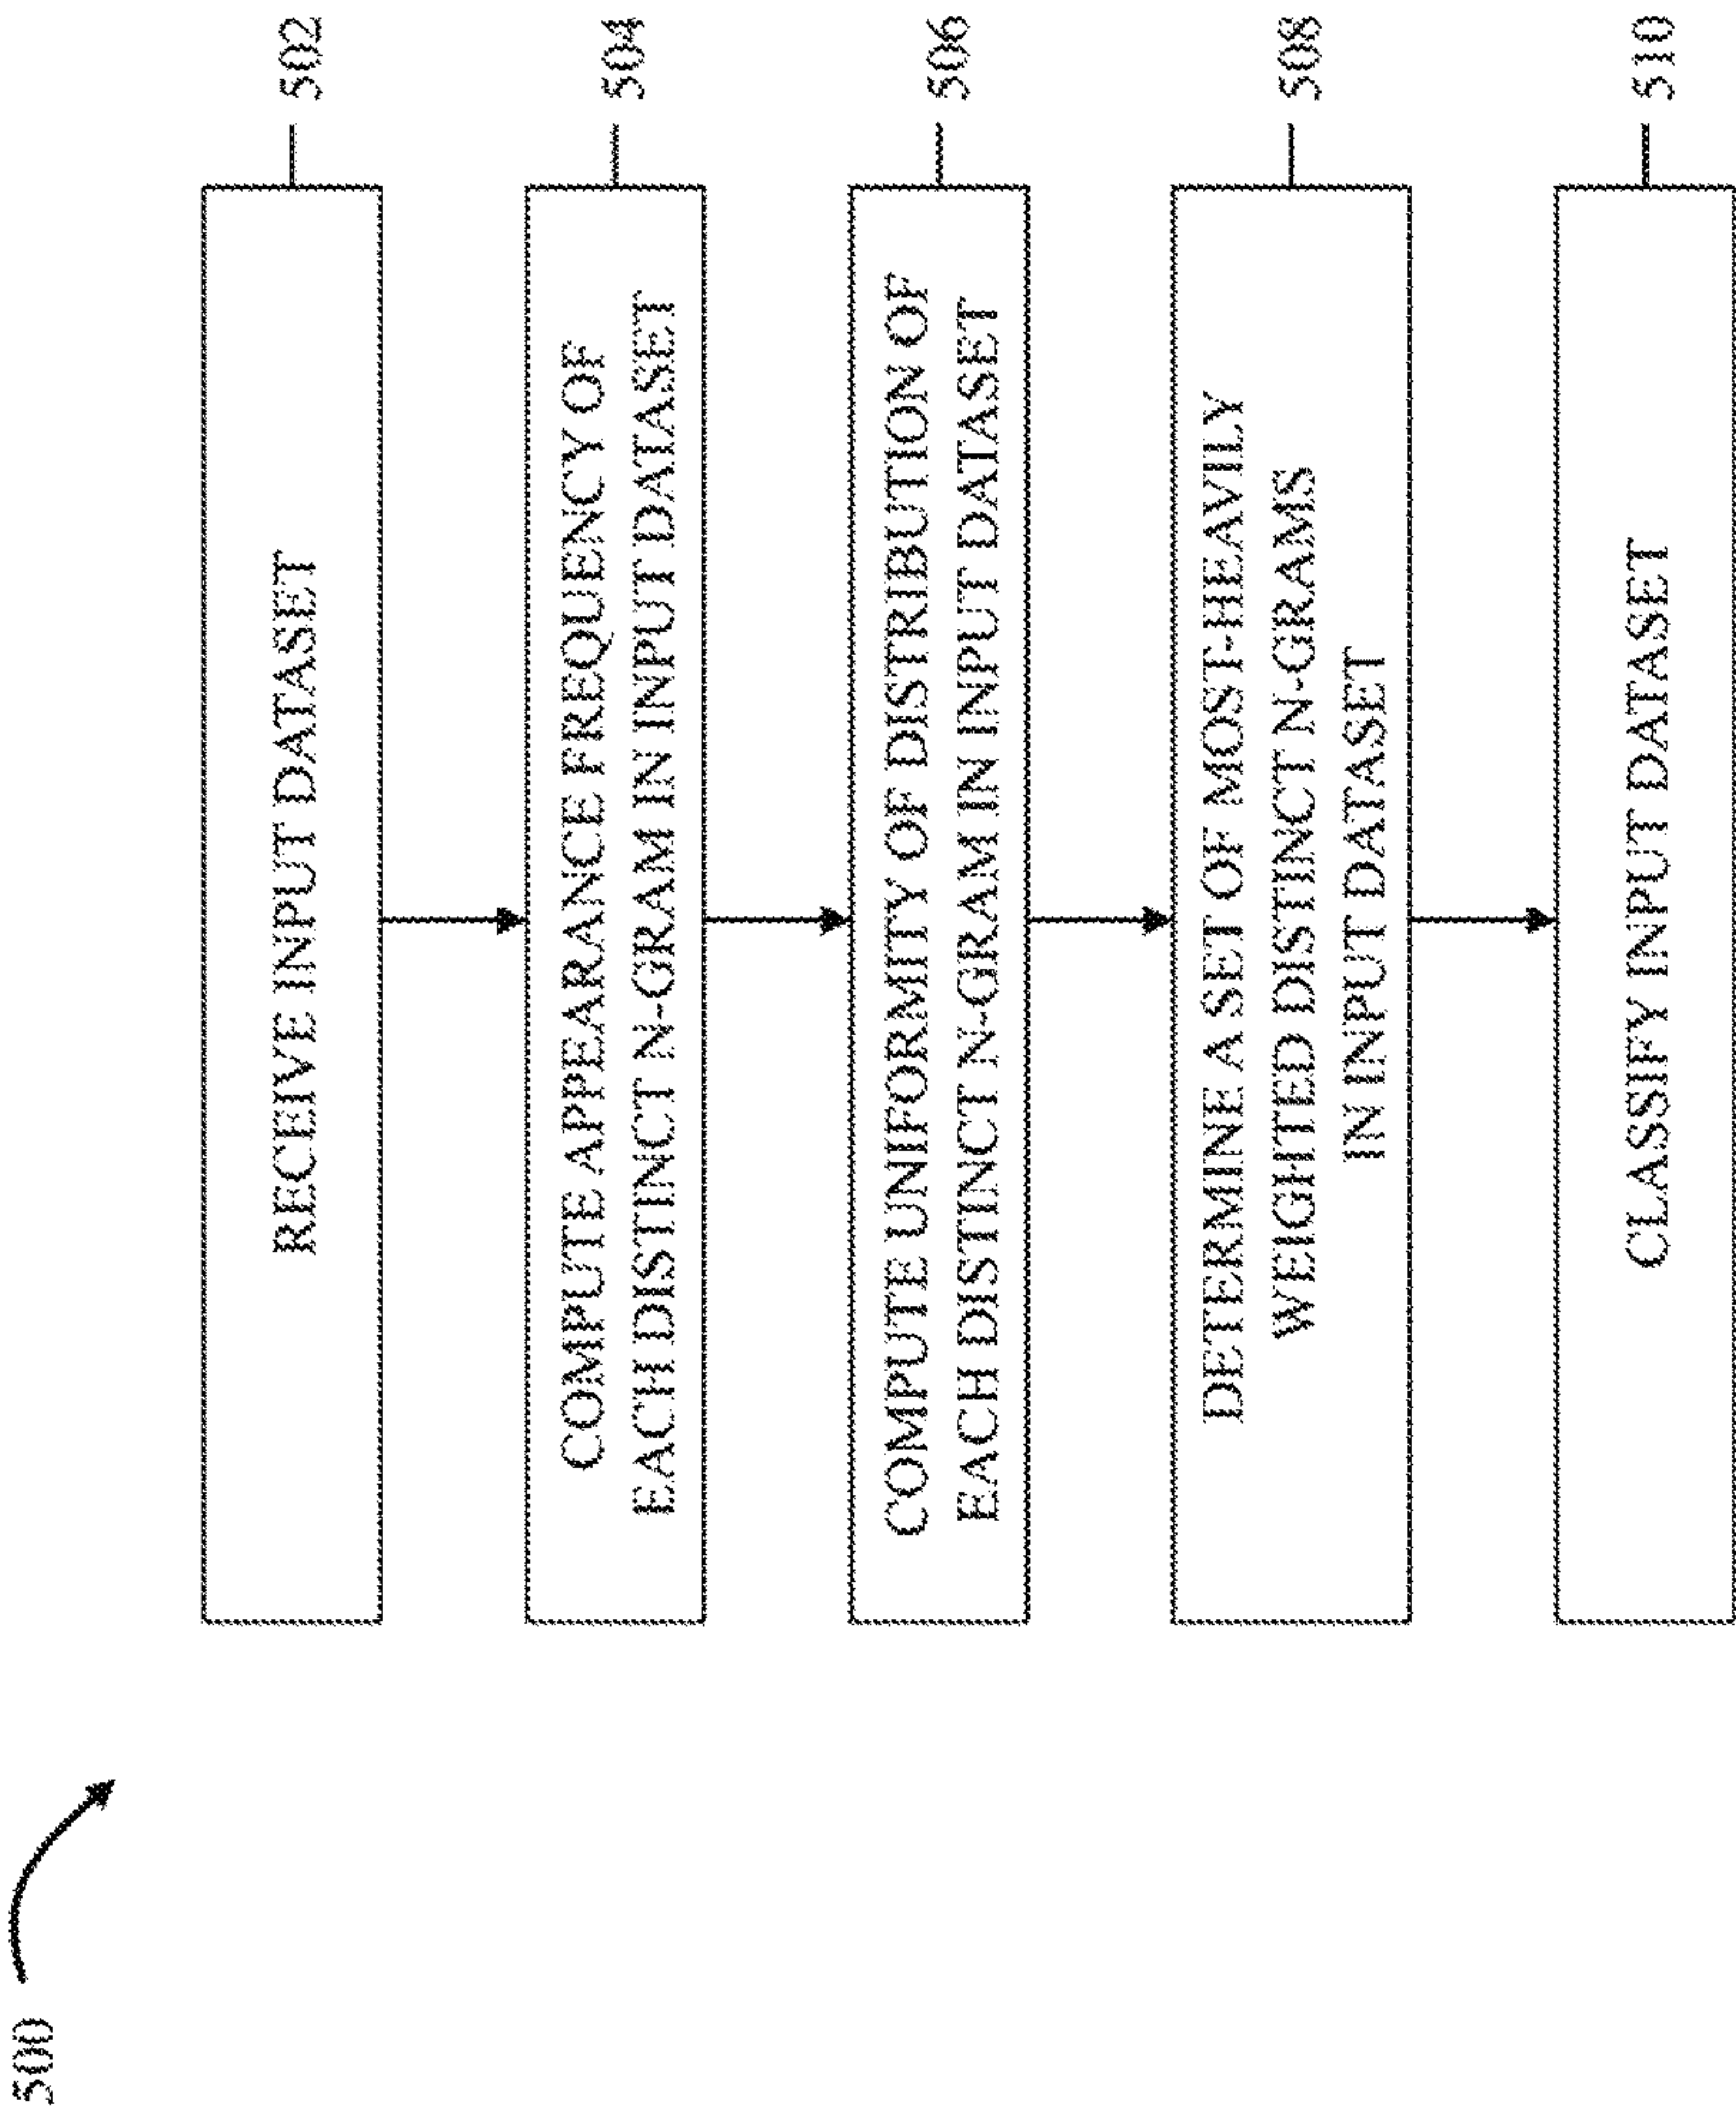 500
RECEIVE INPUT DATASET
502
COMPUTE APPEARANCE FREQUENCY OF
EACH DISTINCT N-GRAM IN INPUT DATASET
504
COMPUTE UNIFORMITY OF DISTRIBUTION OF
EACH DISTINCT N-GRAM IN INPUT DATASET
506
DETERMINE A SET OF MOST-HEAVILY
WEIGHTED DISTINCT N-GRAMS
IN INPUT DATASET
508
CLASSIFY INPUT DATASET
510